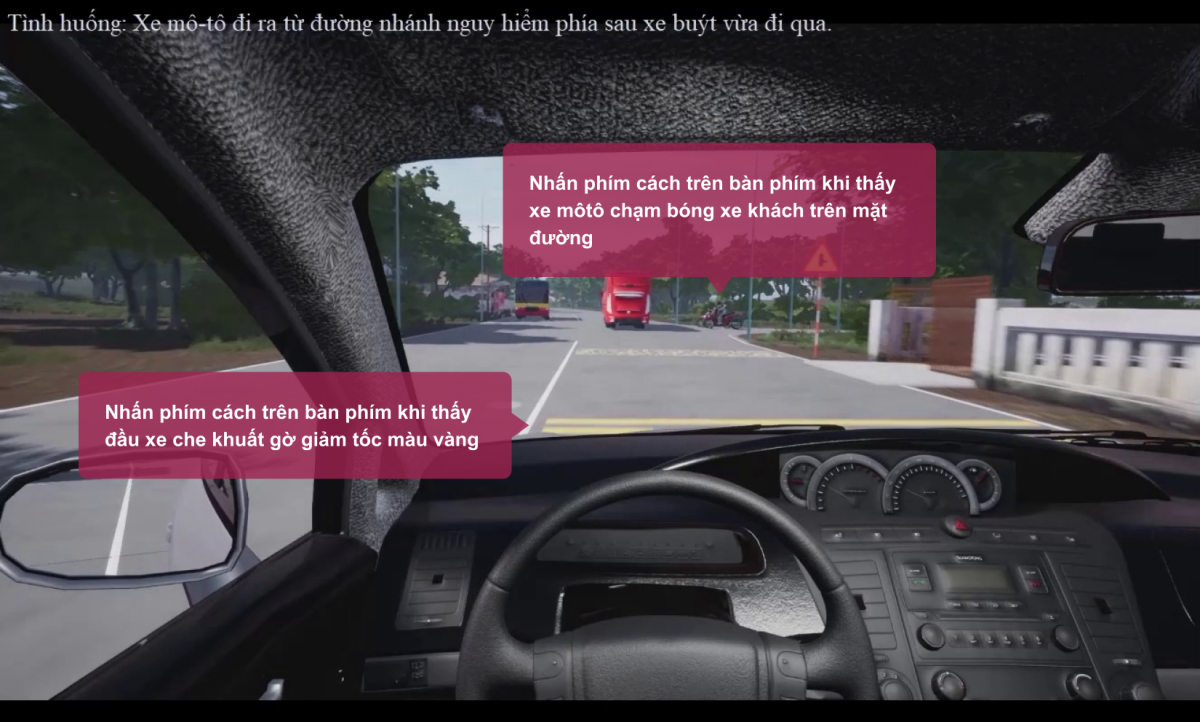 Tình huống: Xe mô-tô đi ra từ đường nhánh nguy hiểm phía sau xe buýt vừa đi qua.
Nhấn phím cách trên bàn phím khi thấy
xe môtô chạm bóng xe khách trên mặt
đường
Nhấn phím cách trên bàn phím khi thấy
đầu xe che khuất gờ giảm tốc màu vàng